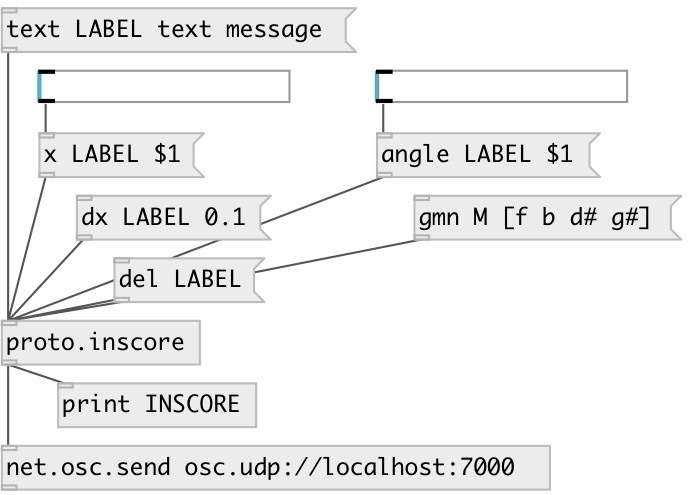 text LABEL text message
x LABEL $1
angle LABEL $1
dx LABEL 0.1
gmn M [f b d# g#]
del LABEL
proto.inscore
print INSCORE
net.osc.send osc.udp://localhost:7000